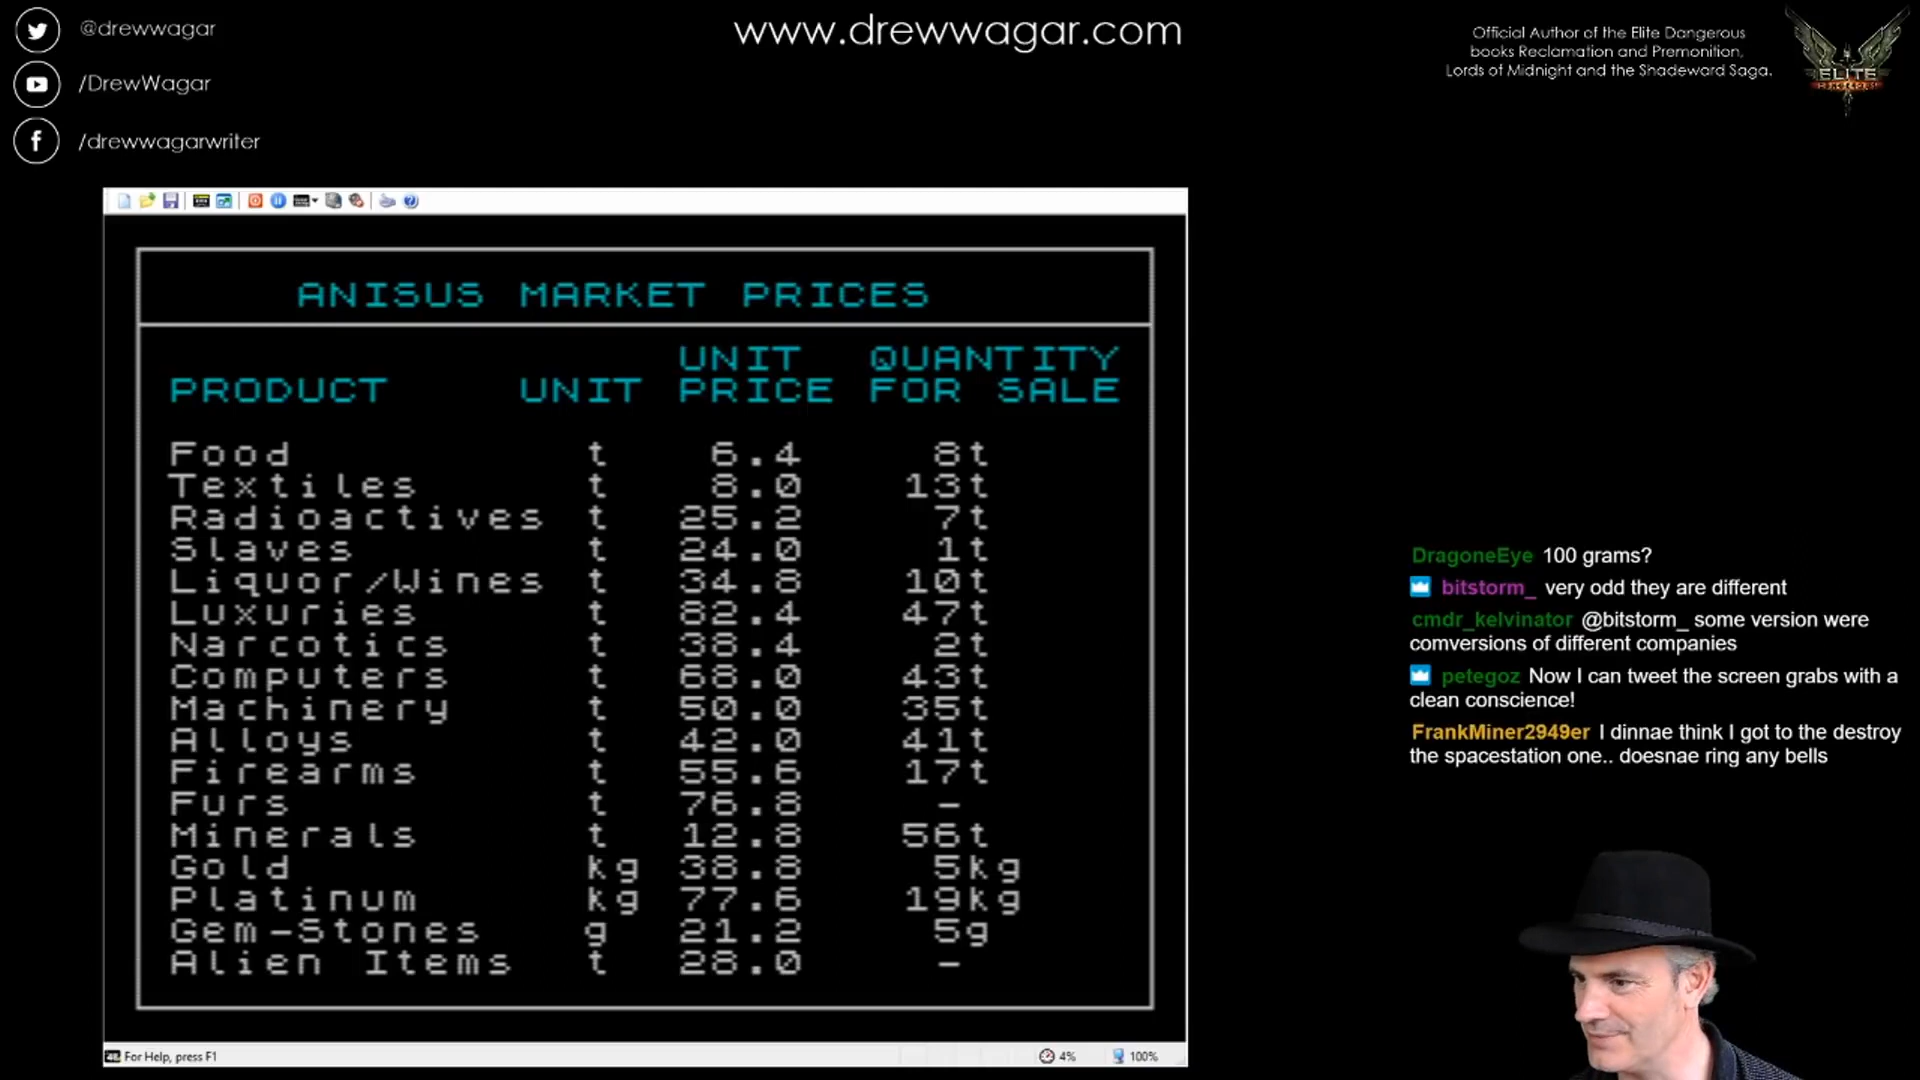 @drewwagar
/DrewWagar
/drewwagarwriter
www.drewwagar.com
Official Author of the Elite Dangerous
books Reclamation and Premonition,
Lords of Midnight and the Shadeward Saga.
ELITE
DANGEROUS
ANISUS MARKET PRICES
UNIT QUANTITY
PRODUCT UNIT PRICE FOR SALE
Food t 6.4 8t
Textiles t 8.0 13t
Radioactives t 25.2 7t
Slaves t 24.0 1t
Liquor/Wines t 34.8 10t
Luxuries t 82.4 47t
Narcotics t 38.4 2t
Computers t 68.0 43t
Machinery t 50.0 35t
Alloys t 42.0 41t
Firearms t 55.6 17t
Furs t 76.8 -
Minerals t 12.8 56t
Gold kg 38.8 5kg
Platinum kg 77.6 19kg
Gem-Stones g 21.2 5g
Alien Items t 28.0 -
For Help, press F1
4%
100%
DragoneEye 100 grams?
bitstorm_ very odd they are different
cmdr_kelvinator @bitstorm_ some version were
comversions of different companies
petegoz Now I can tweet the screen grabs with a
clean conscience!
FrankMiner2949er I dinnae think I got to the destroy
the spacestation one.. doesnae ring any bells